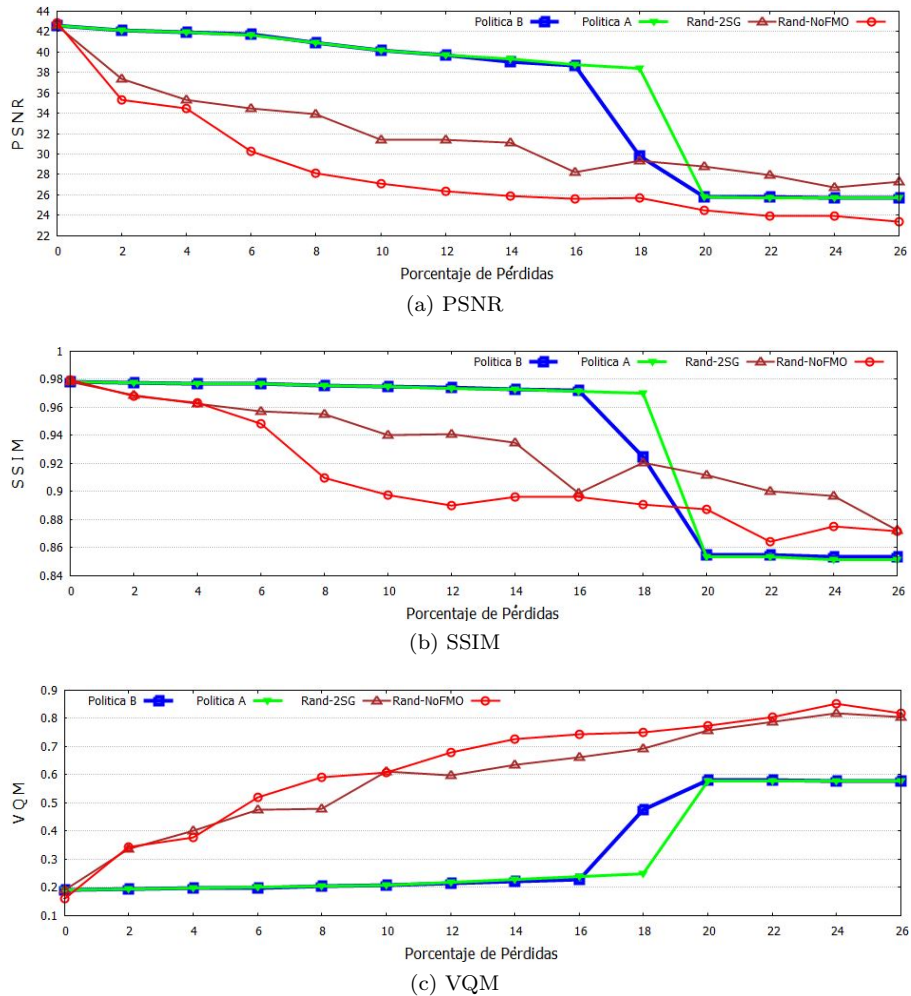 44
42
40
38
36
34
32
30
28
26
24
22
PSNR
Politica B Politica A Rand-2SG Rand-NoFMO
0 2 4 6 8 10 12 14 16 18 20 22 24 26
Porcentaje de Pérdidas
(a) PSNR
1
0.98
0.96
0.94
0.92
0.9
0.88
0.86
0.84
SSIM
Politica B Politica A Rand-2SG Rand-NoFMO
0 2 4 6 8 10 12 14 16 18 20 22 24 26
Porcentaje de Pérdidas
(b) SSIM
0.9
0.8
0.7
0.6
0.5
0.4
0.3
0.2
0.1
VQM
Politica B Politica A Rand-2SG Rand-NoFMO
0 2 4 6 8 10 12 14 16 18 20 22 24 26
Porcentaje de Pérdidas
(c) VQM